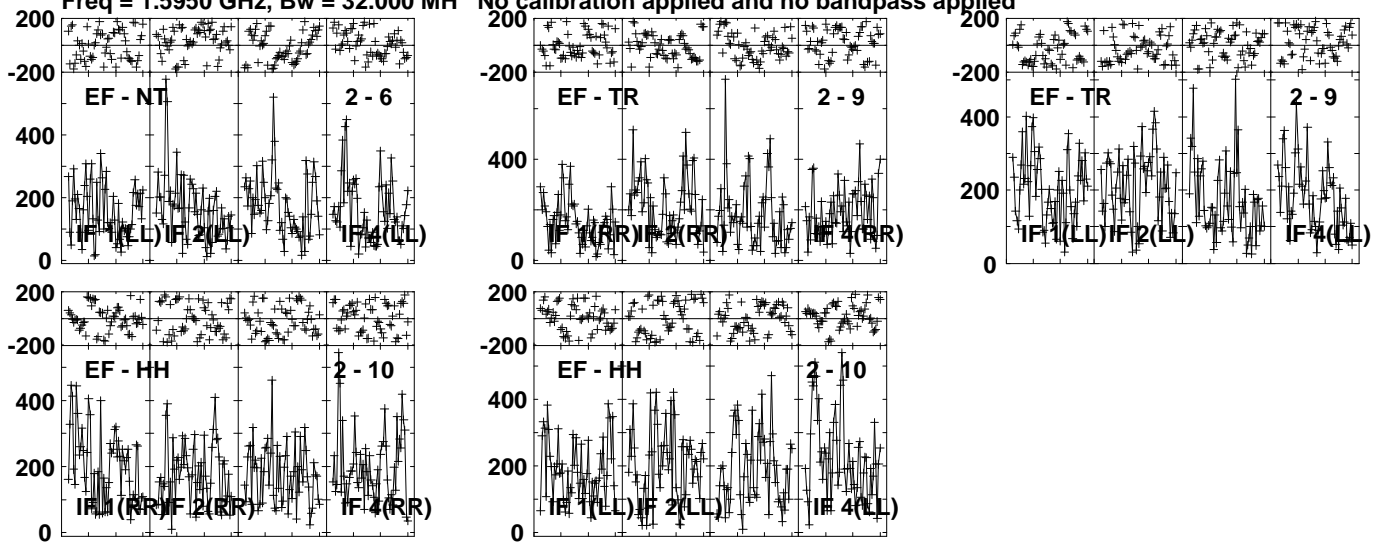 Freq = 1.5950 GHz, Bw = 32.000 MH No calibration applied and no bandpass applied
200
-200
EF - NT 2 - 6
400
200
0
IF 1(LL) IF 2(LL) IF 4(LL)
200
-200
EF - TR 2 - 9
400
0
IF 1(RR) IF 2(RR) IF 4(RR)
200
-200
EF - TR 2 - 9
400
200
0
IF 1(LL) IF 2(LL) IF 4(LL)
200
-200
EF - HH 2 - 10
400
200
0
IF 1(RR) IF 2(RR) IF 4(RR)
200
-200
EF - HH 2 - 10
400
200
0
IF 1(LL) IF 2(LL) IF 4(LL)